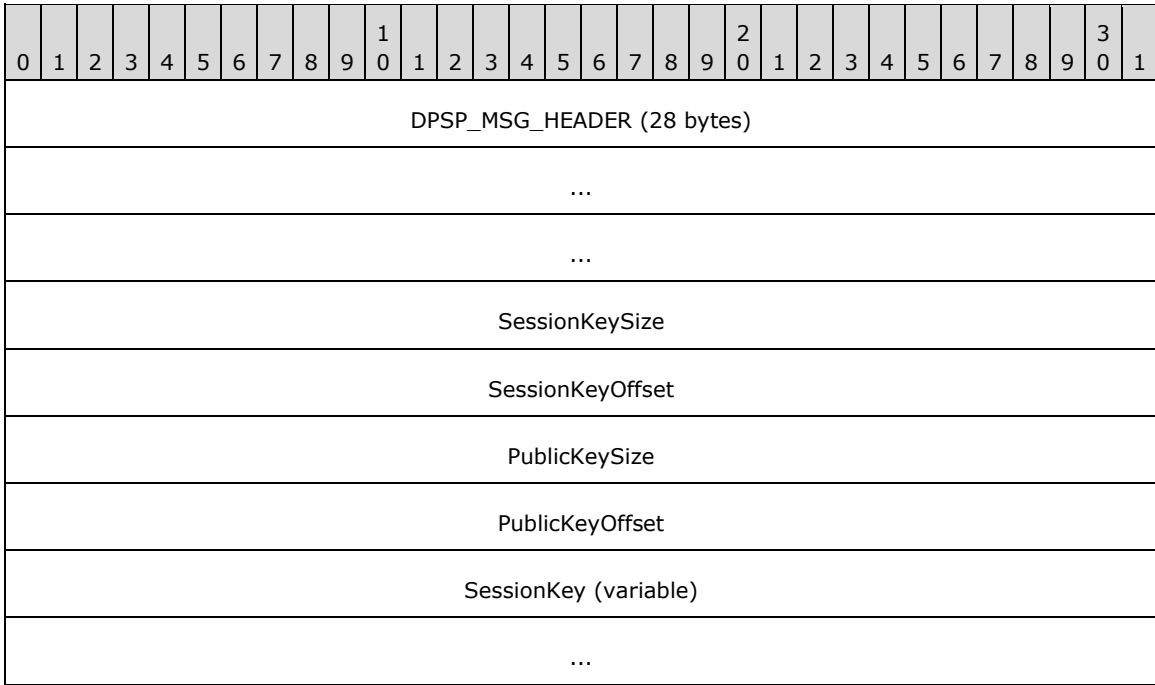 1 2 3
0 1 2 3 4 5 6 7 8 9 0 1 2 3 4 5 6 7 8 9 0 1 2 3 4 5 6 7 8 9 0 1
DPSP_MSG_HEADER (28 bytes)
...
...
SessionKeySize
SessionKeyOffset
PublicKeySize
PublicKeyOffset
SessionKey (variable)
...